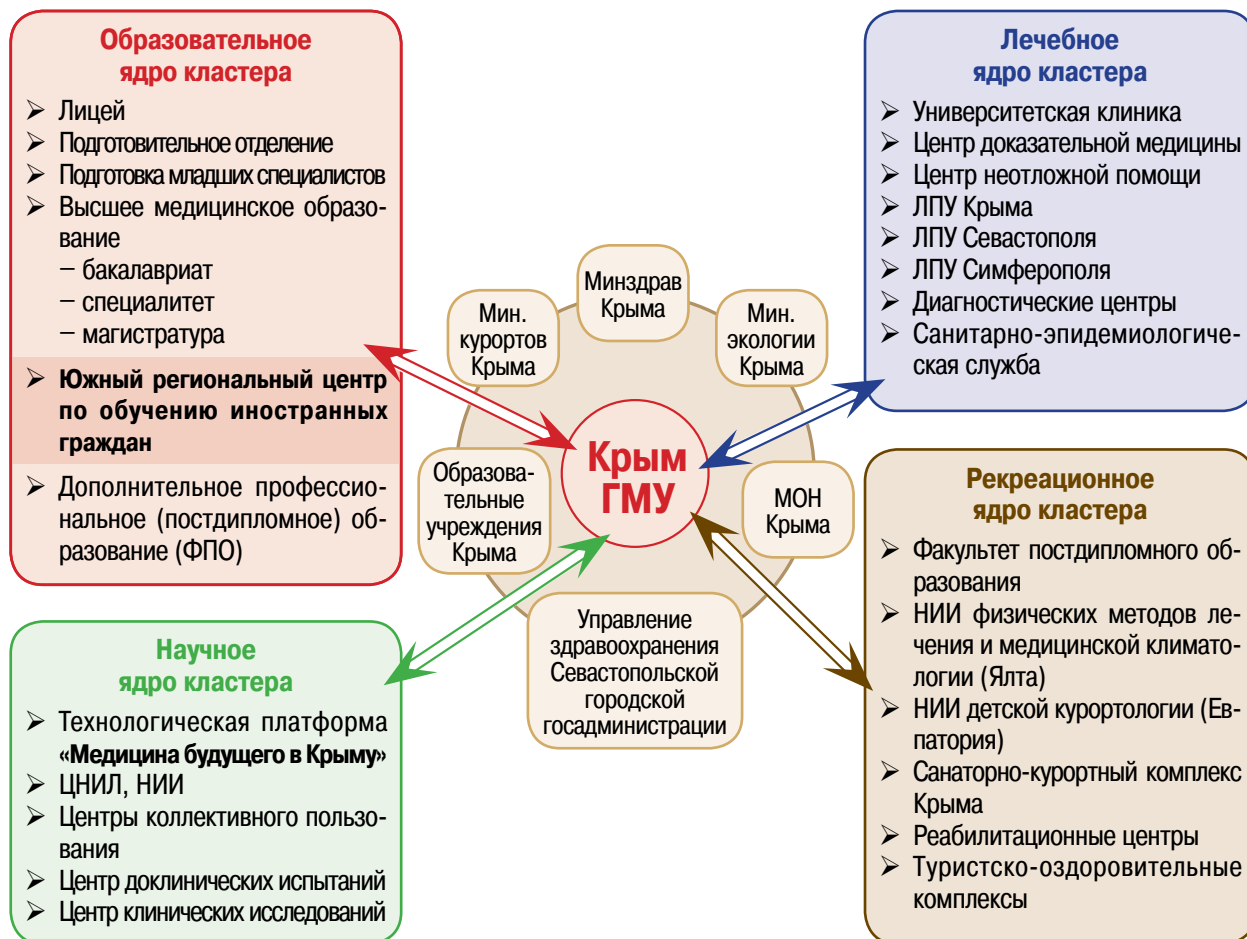 Образовательное
ядро кластера
➢ Лицей
➢ Подготовительное отделение
➢ Подготовка младших специалистов
➢ Высшее медицинское образо-
вание
– бакалавриат
– специалитет
– магистратура
➢ Южный региональный центр
по обучению иностранных
граждан
➢ Дополнительное профессио-
нальное (постдипломное) об-
разование (ФПО)
Лечебное
ядро кластера
➢ Университетская клиника
➢ Центр доказательной медицины
➢ Центр неотложной помощи
➢ ЛПУ Крыма
➢ ЛПУ Севастополя
➢ ЛПУ Симферополя
➢ Диагностические центры
➢ Санитарно-эпидемиологиче-
ская служба
Мин.
курортов
Крыма
Минздрав
Крыма
Мин.
экологии
Крыма
Образова-
тельные
учреждения
Крыма
Крым
ГМУ
МОН
Крыма
Управление
здравоохранения
Севастопольской
городской
госадминистрации
Научное
ядро кластера
➢ Технологическая платформа
«Медицина будущего в Крыму»
➢ ЦНИЛ, НИИ
➢ Центры коллективного пользо-
вания
➢ Центр доклинических испытаний
➢ Центр клинических исследований
Рекреационное
ядро кластера
➢ Факультет постдипломного об-
разования
➢ НИИ физических методов ле-
чения и медицинской климато-
логии (Ялта)
➢ НИИ детской курортологии (Ев-
патория)
➢ Санаторно-курортный комплекс
Крыма
➢ Реабилитационные центры
➢ Туристско-оздоровительные
комплексы